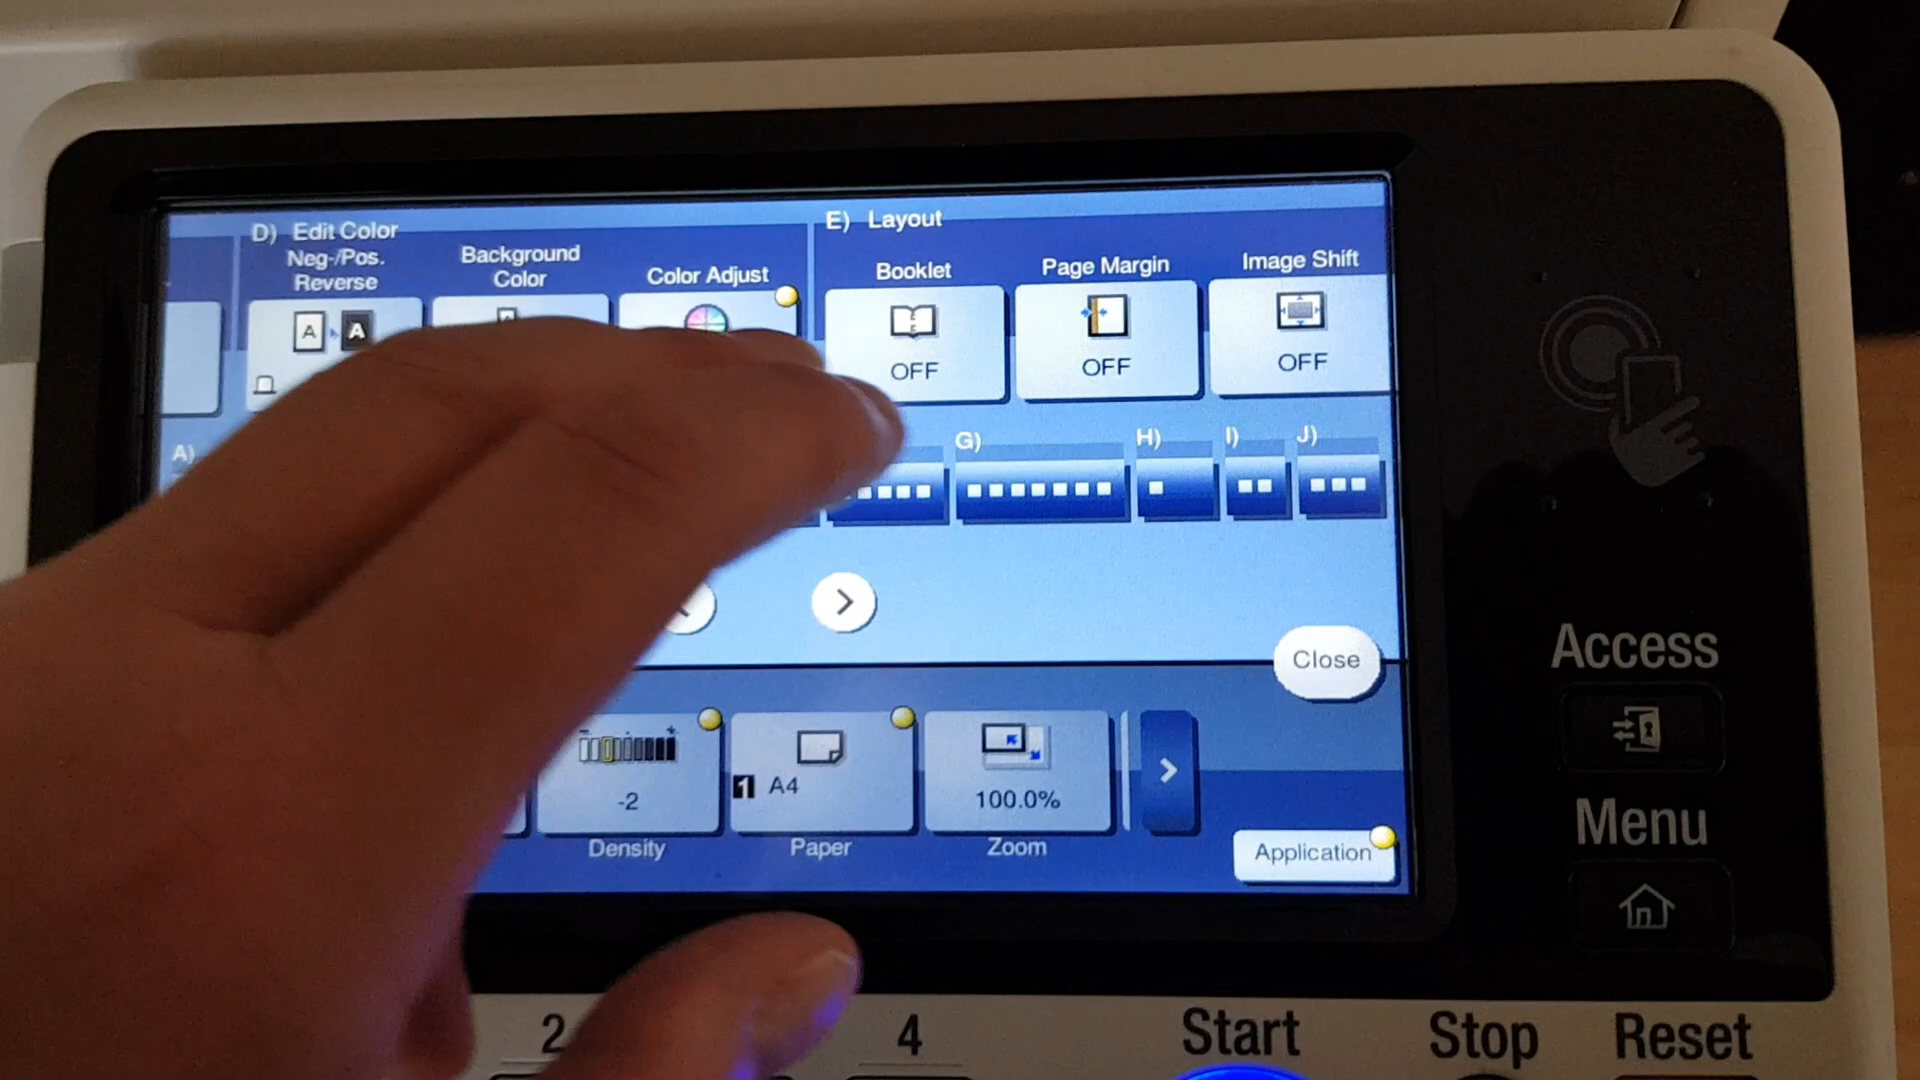 D) Edit Color
E) Layout
Neg-/Pos.
Reverse
Background
Color
Color Adjust
Booklet
Page Margin
Image Shift
A A
OFF
OFF
OFF
A)
G)
H)
I)
J)
Close
-2
1 A4
100.0%
Density
Paper
Zoom
Application
Access
Menu
2
4
Start
Stop
Reset